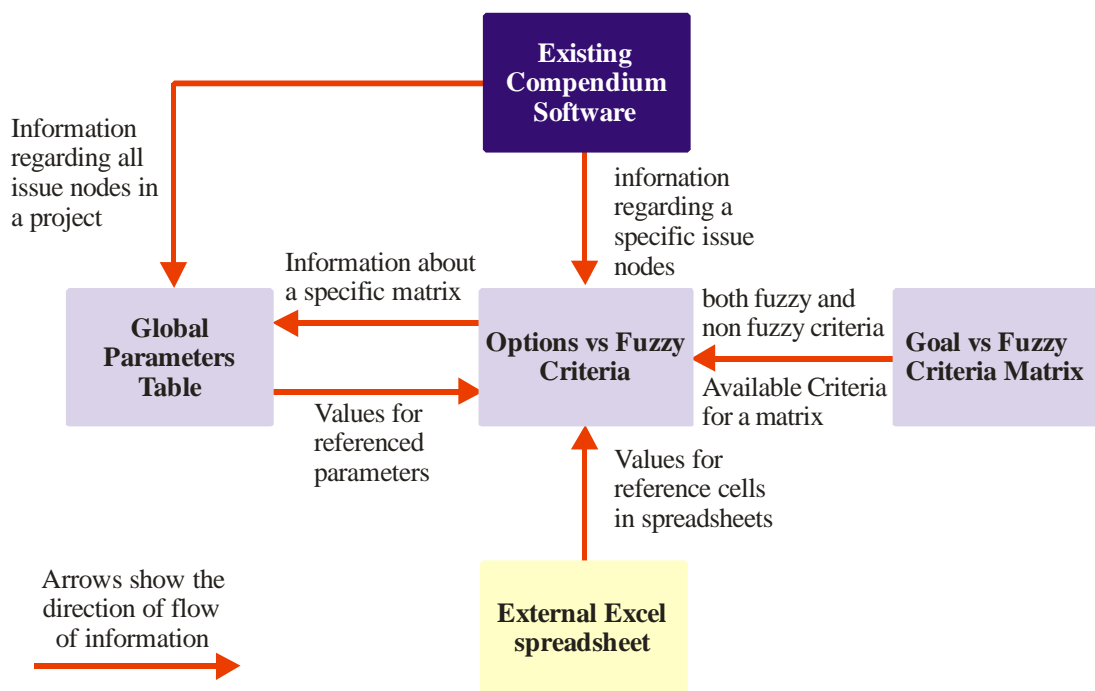 Existing
Compendium
Software
Information
regarding all
issue nodes in
a project
infornation
regarding a
specific issue
nodes
Information about
a specific matrix
both fuzzy and
non fuzzy criteria
Global
Parameters
Table
Options vs Fuzzy
Criteria
Goal vs Fuzzy
Criteria Matrix
Available Criteria
for a matrix
Values for
referenced
parameters
Values for
reference cells
in spreadsheets
Arrows show the
direction of flow
of information
External Excel
spreadsheet